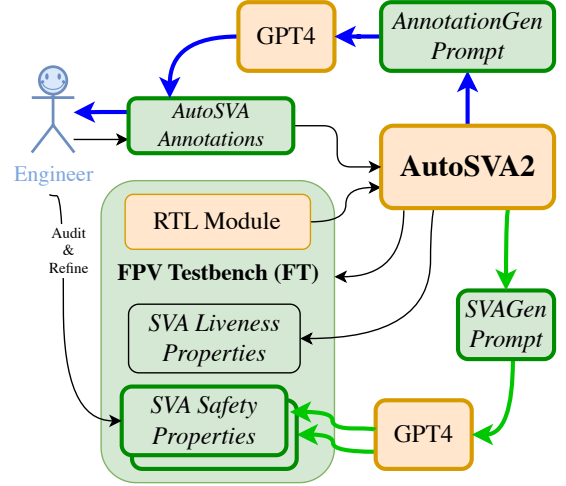 GPT4
AnnotationGen
Prompt
AutoSVA
Annotations
Engineer
AutoSVA2
RTL Module
Audit
&
Refine
FPV Testbench (FT)
SVA Liveness
Properties
SVAGen
Prompt
SVA Safety
Properties
GPT4